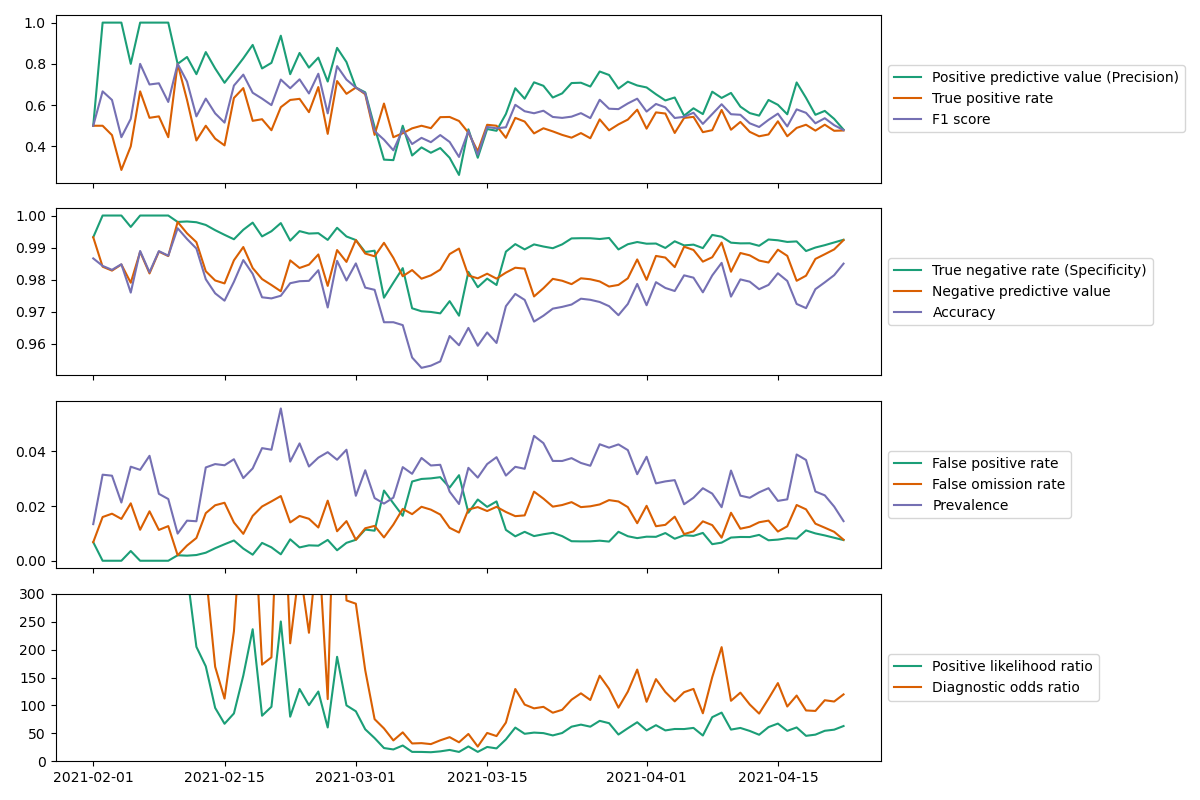 1.0
0.8
0.6
0.4
Positive predictive value (Precision)
True positive rate
F1 score
1.00
0.99
0.98
0.97
0.96
True negative rate (Specificity)
Negative predictive value
Accuracy
0.04
0.02
0.00
False positive rate
False omission rate
Prevalence
300
250
200
150
100
50
0
Positive likelihood ratio
Diagnostic odds ratio
2021-02-01 2021-02-15 2021-03-01 2021-03-15 2021-04-01 2021-04-15